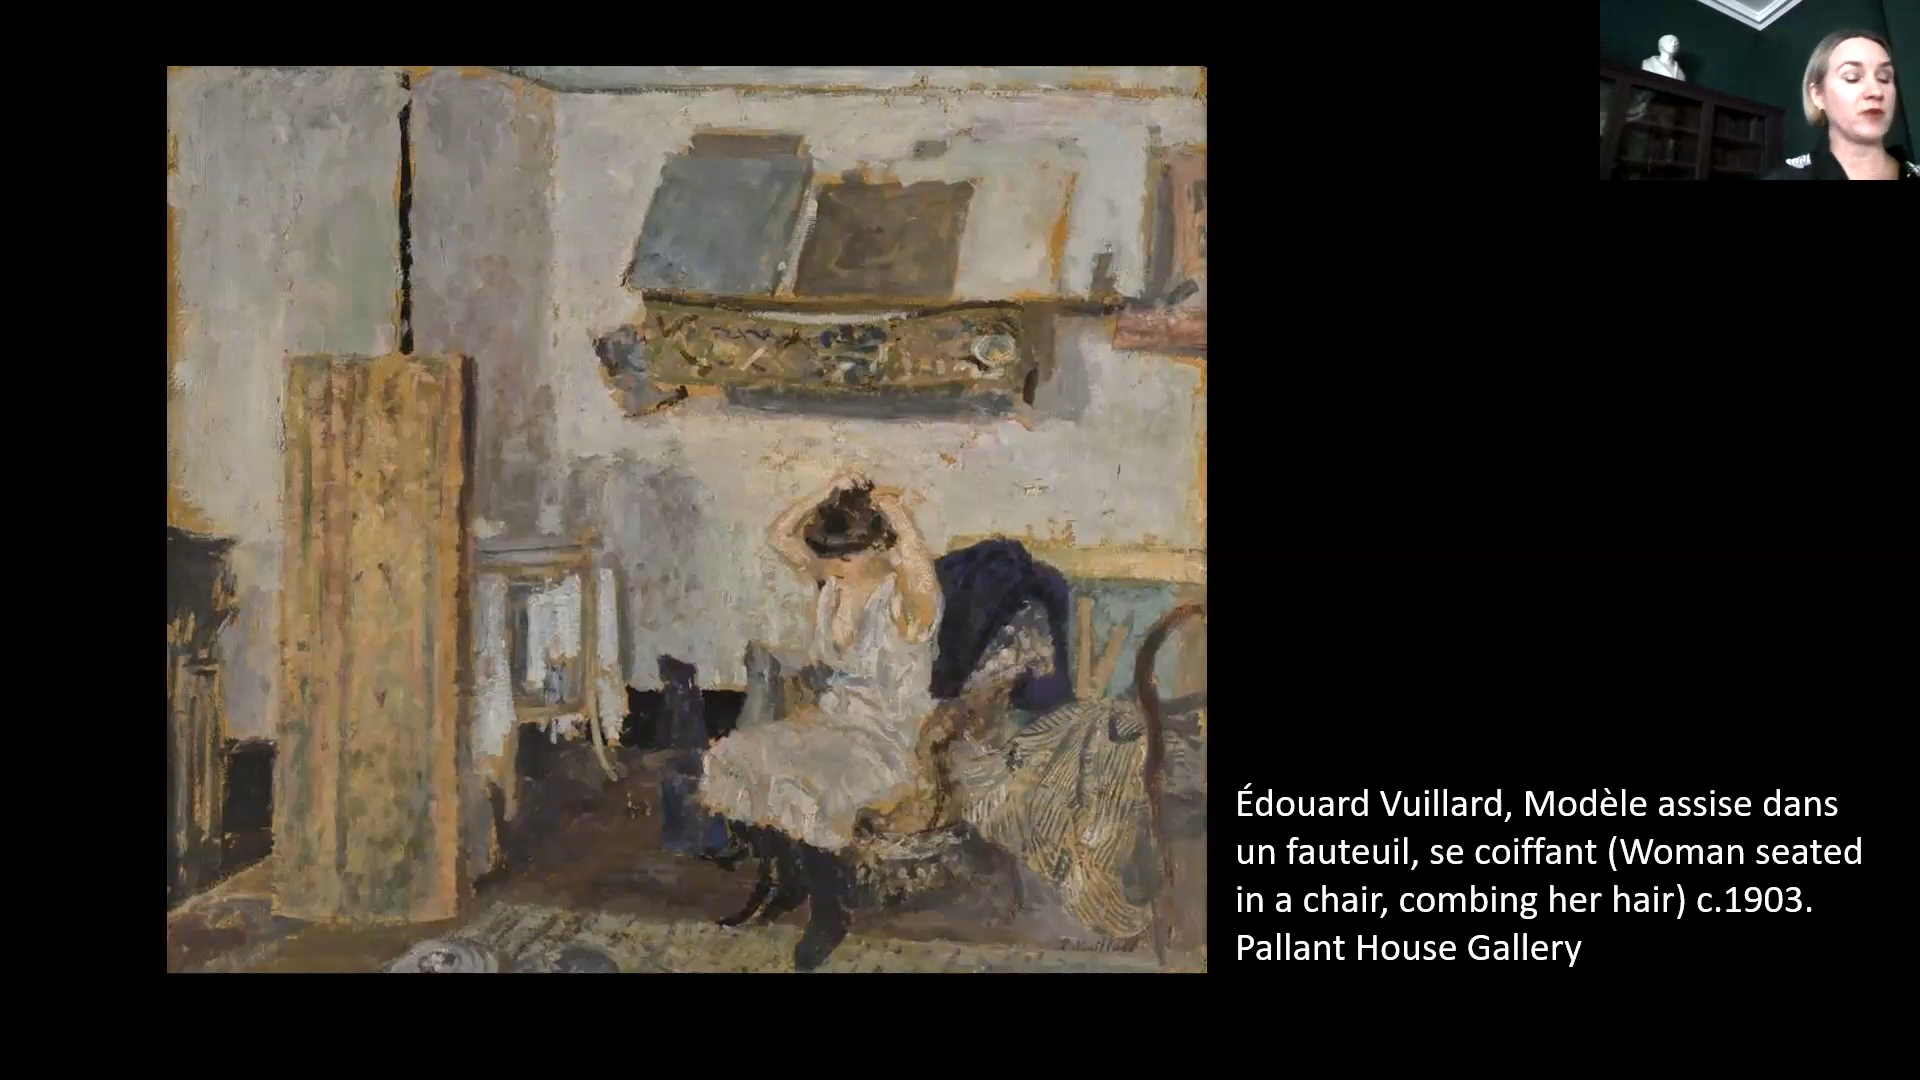 Édouard Vuillard, Modèle assise dans
un fauteuil, se coiffant (Woman seated
in a chair, combing her hair) c.1903.
Pallant House Gallery